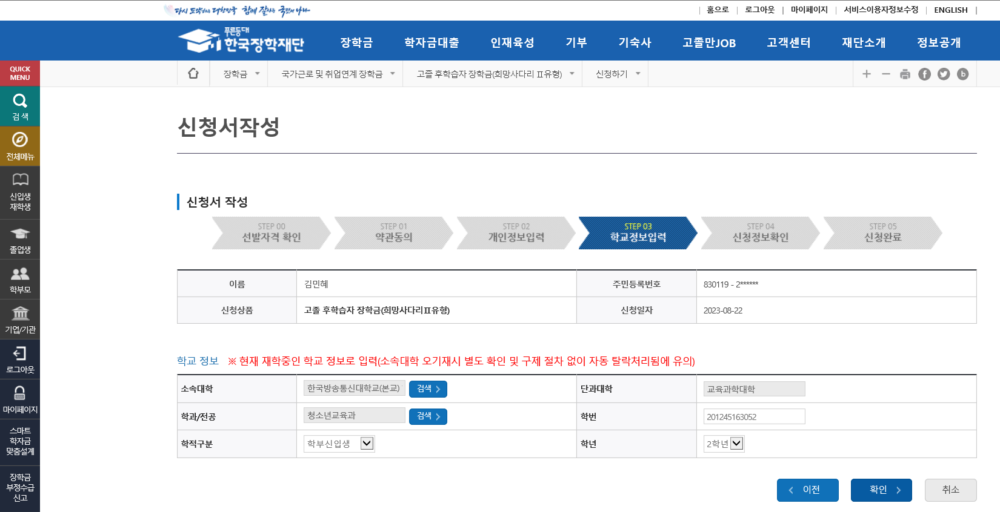 다시 도약하는 대한민국 함께 잘사는 국민의 나라
홈으로 | 로그아웃 | 마이페이지 | 서비스이용자정보수정 | ENGLISH
푸른등대
한국장학재단
장학금 학자금대출 인재육성 기부 기숙사 고졸만JOB 고객센터 재단소개 정보공개
QUICK
MENU
검 색
전체메뉴
신입생
재학생
졸업생
학부모
기업/기관
로그아웃
마이페이지
스마트
학자금
맞춤설계
장학금
부정수급
신고
장학금 국가근로 및 취업연계 장학금 고졸 후학습자 장학금(희망사다리 Ⅱ유형) 신청하기
신청서작성
신청서 작성
STEP 00
선발자격 확인
STEP 01
약관동의
STEP 02
개인정보입력
STEP 03
학교정보입력
STEP 04
신청정보확인
STEP 05
신청완료
이름 김민혜 주민등록번호 830119 - 2******
신청상품 고졸 후학습자 장학금(희망사다리Ⅱ유형) 신청일자 2023-08-22
학교 정보 ※ 현재 재학중인 학교 정보로 입력(소속대학 오기재시 별도 확인 및 구제 절차 없이 자동 탈락처리됨에 유의)
소속대학 한국방송통신대학교(본교) 검색 단과대학 교육과학대학
학과/전공 청소년교육과 검색 학번 201245163052
학적구분 학부신입생 학년 2학년
이전 확인 취소